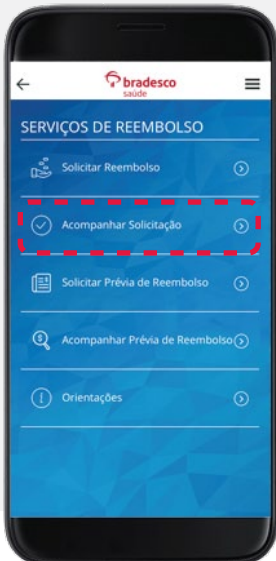 bradesco
saúde
SERVIÇOS DE REEMBOLSO
Solicitar Reembolso
Acompanhar Solicitação
Solicitar Prévia de Reembolso
Acompanhar Prévia de Reembolso
Orientações